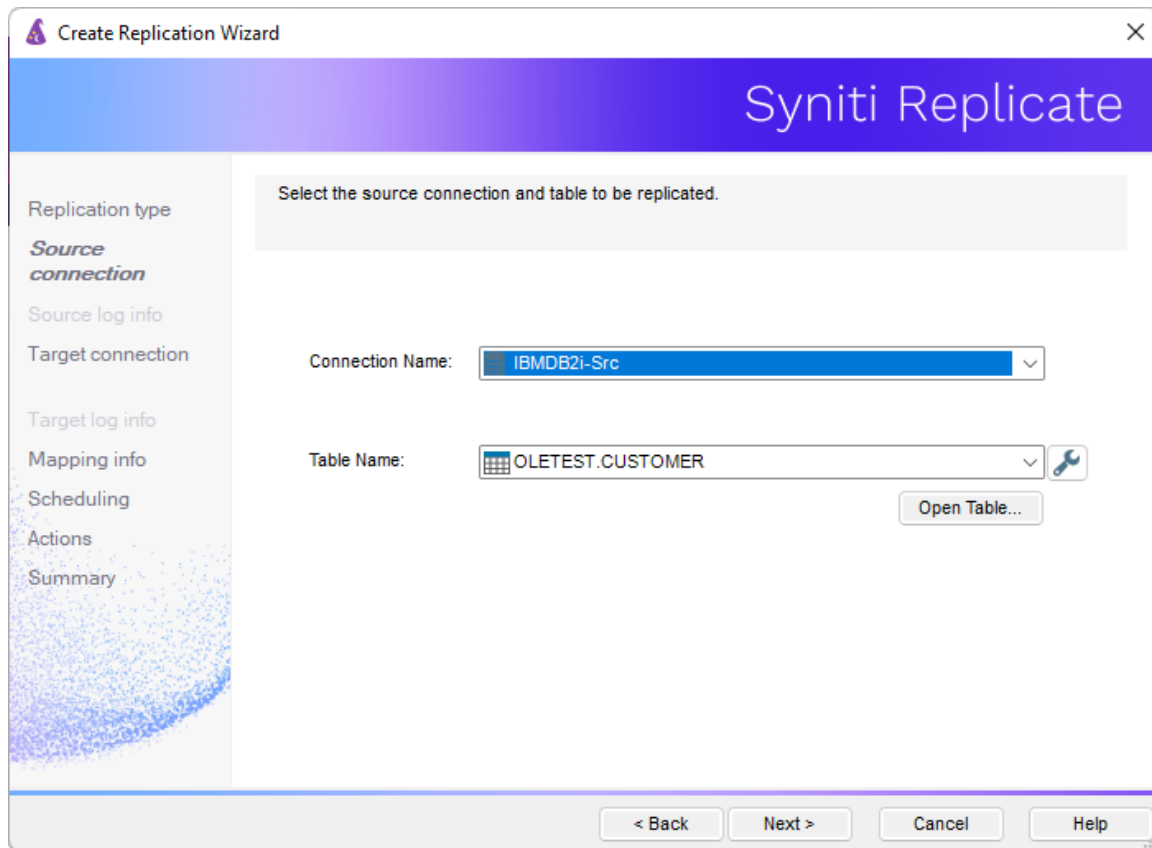 Create Replication Wizard
Syniti Replicate
Select the source connection and table to be replicated.
Replication type
Source
connection
Source log info
Target connection
Target log info
Mapping info
Scheduling
Actions
Summary
Connection Name:
IBMDB2i-Src
Table Name:
OLETEST.CUSTOMER
Open Table...
< Back
Next >
Cancel
Help